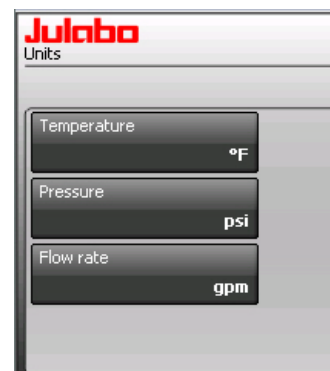 Julabo
Units
Temperature
°F
Pressure
psi
Flow rate
gpm